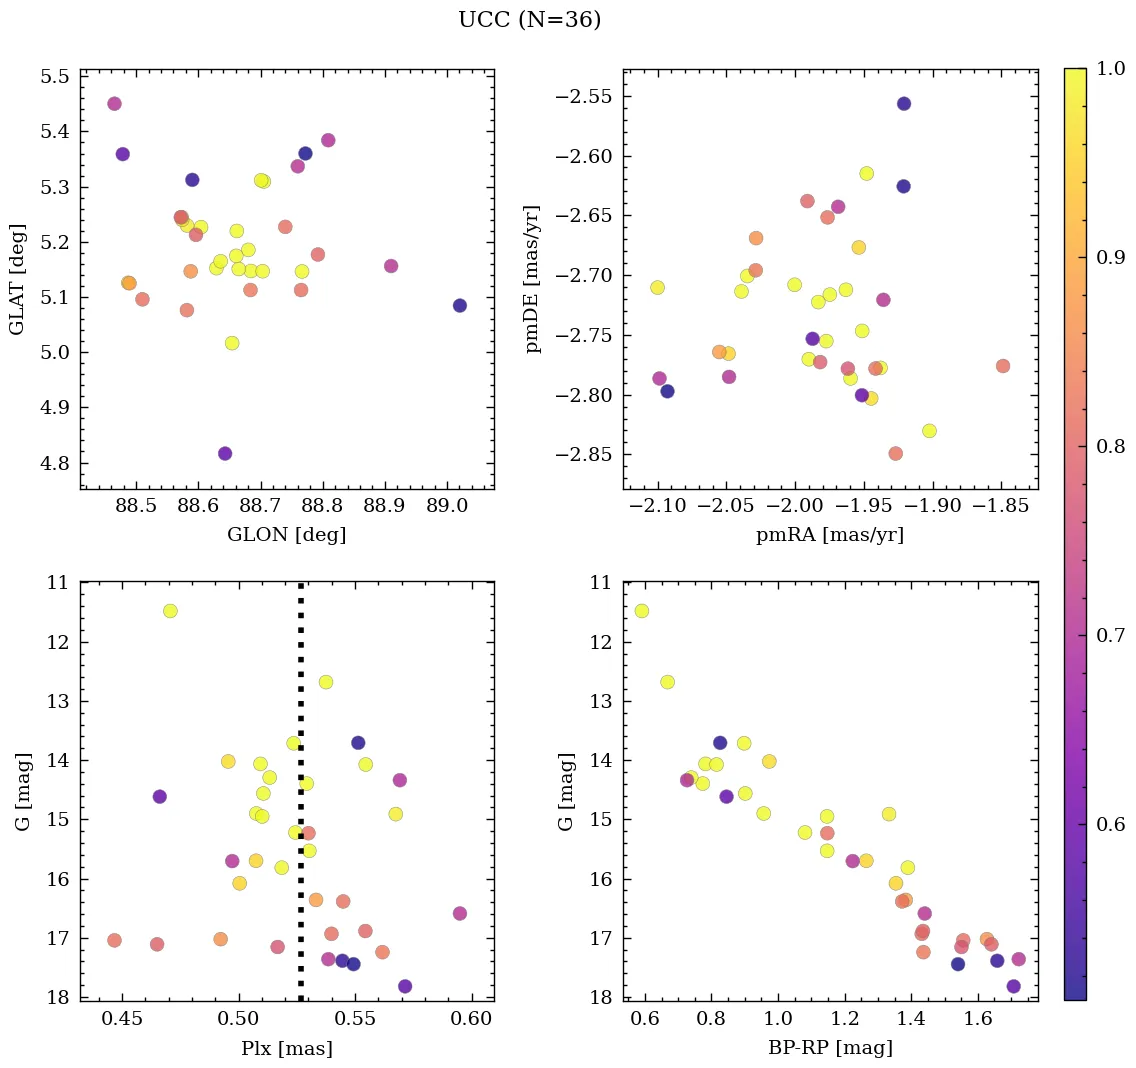 UCC (N=36)
5.5
5.4
5.3
5.2
5.1
5.0
4.9
4.8
GLAT [deg]
88.5 88.6 88.7 88.8 88.9 89.0
GLON [deg]
−2.55
−2.60
−2.65
−2.70
−2.75
−2.80
−2.85
pmDE [mas/yr]
−2.10 −2.05 −2.00 −1.95 −1.90 −1.85
pmRA [mas/yr]
1.0
0.9
0.8
0.7
0.6
11
12
13
14
15
16
17
18
G [mag]
0.45 0.50 0.55 0.60
Plx [mas]
11
12
13
14
15
16
17
18
G [mag]
0.6 0.8 1.0 1.2 1.4 1.6
BP-RP [mag]